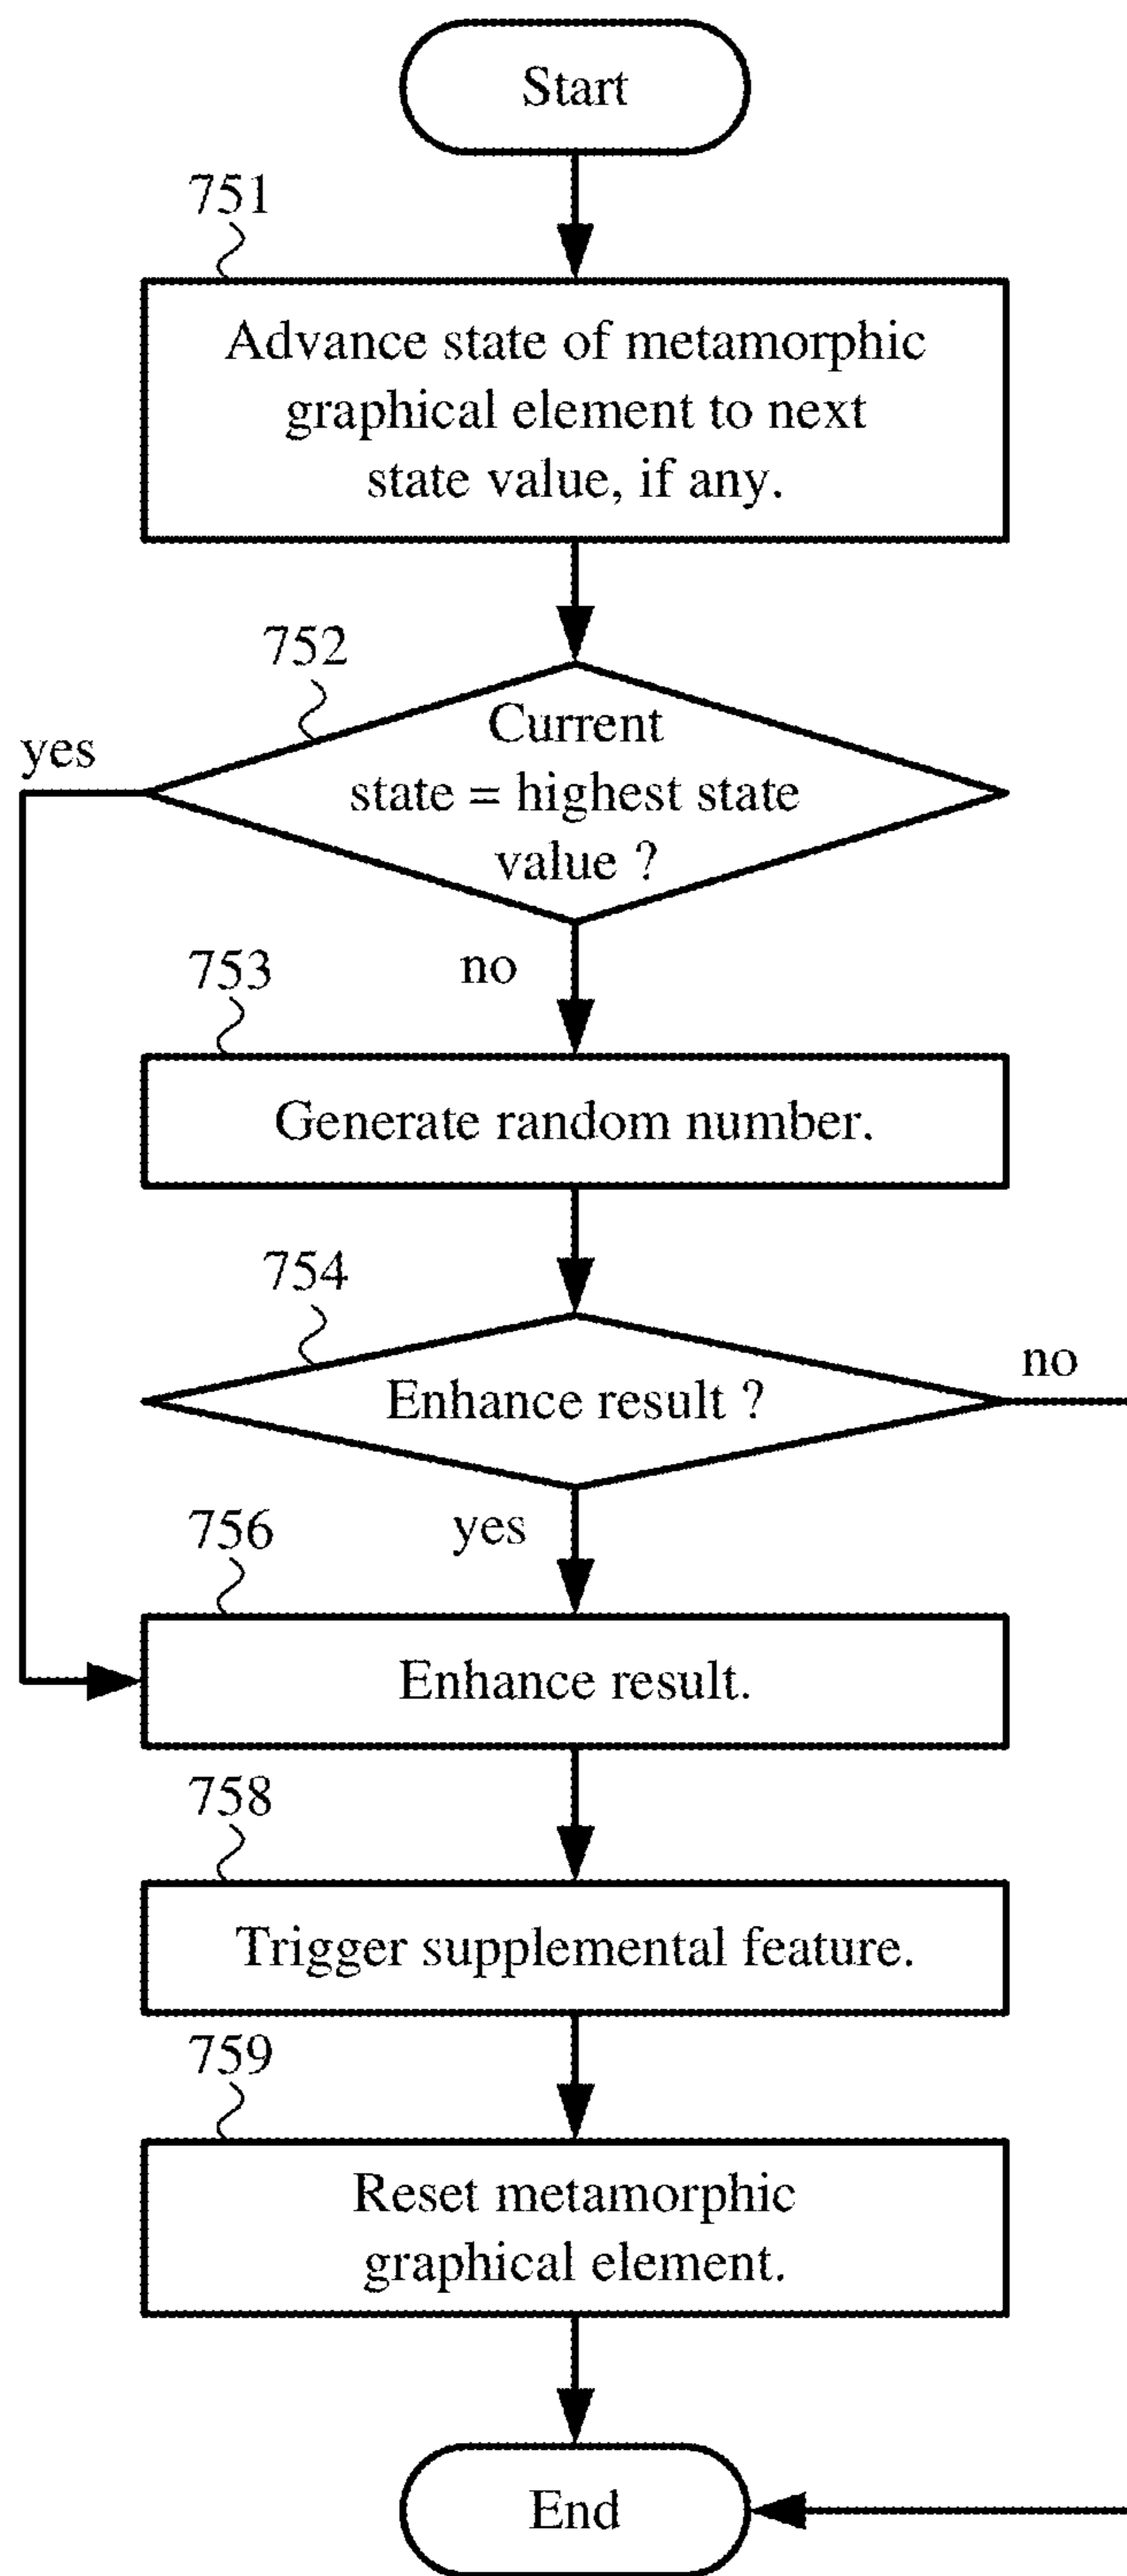 Start
751
Advance state of metamorphic
graphical element to next
state value, if any.
752
yes
Current
state = highest state
value ?
no
753
Generate random number.
754
Enhance result ?
no
yes
756
Enhance result.
758
Trigger supplemental feature.
759
Reset metamorphic
graphical element.
End